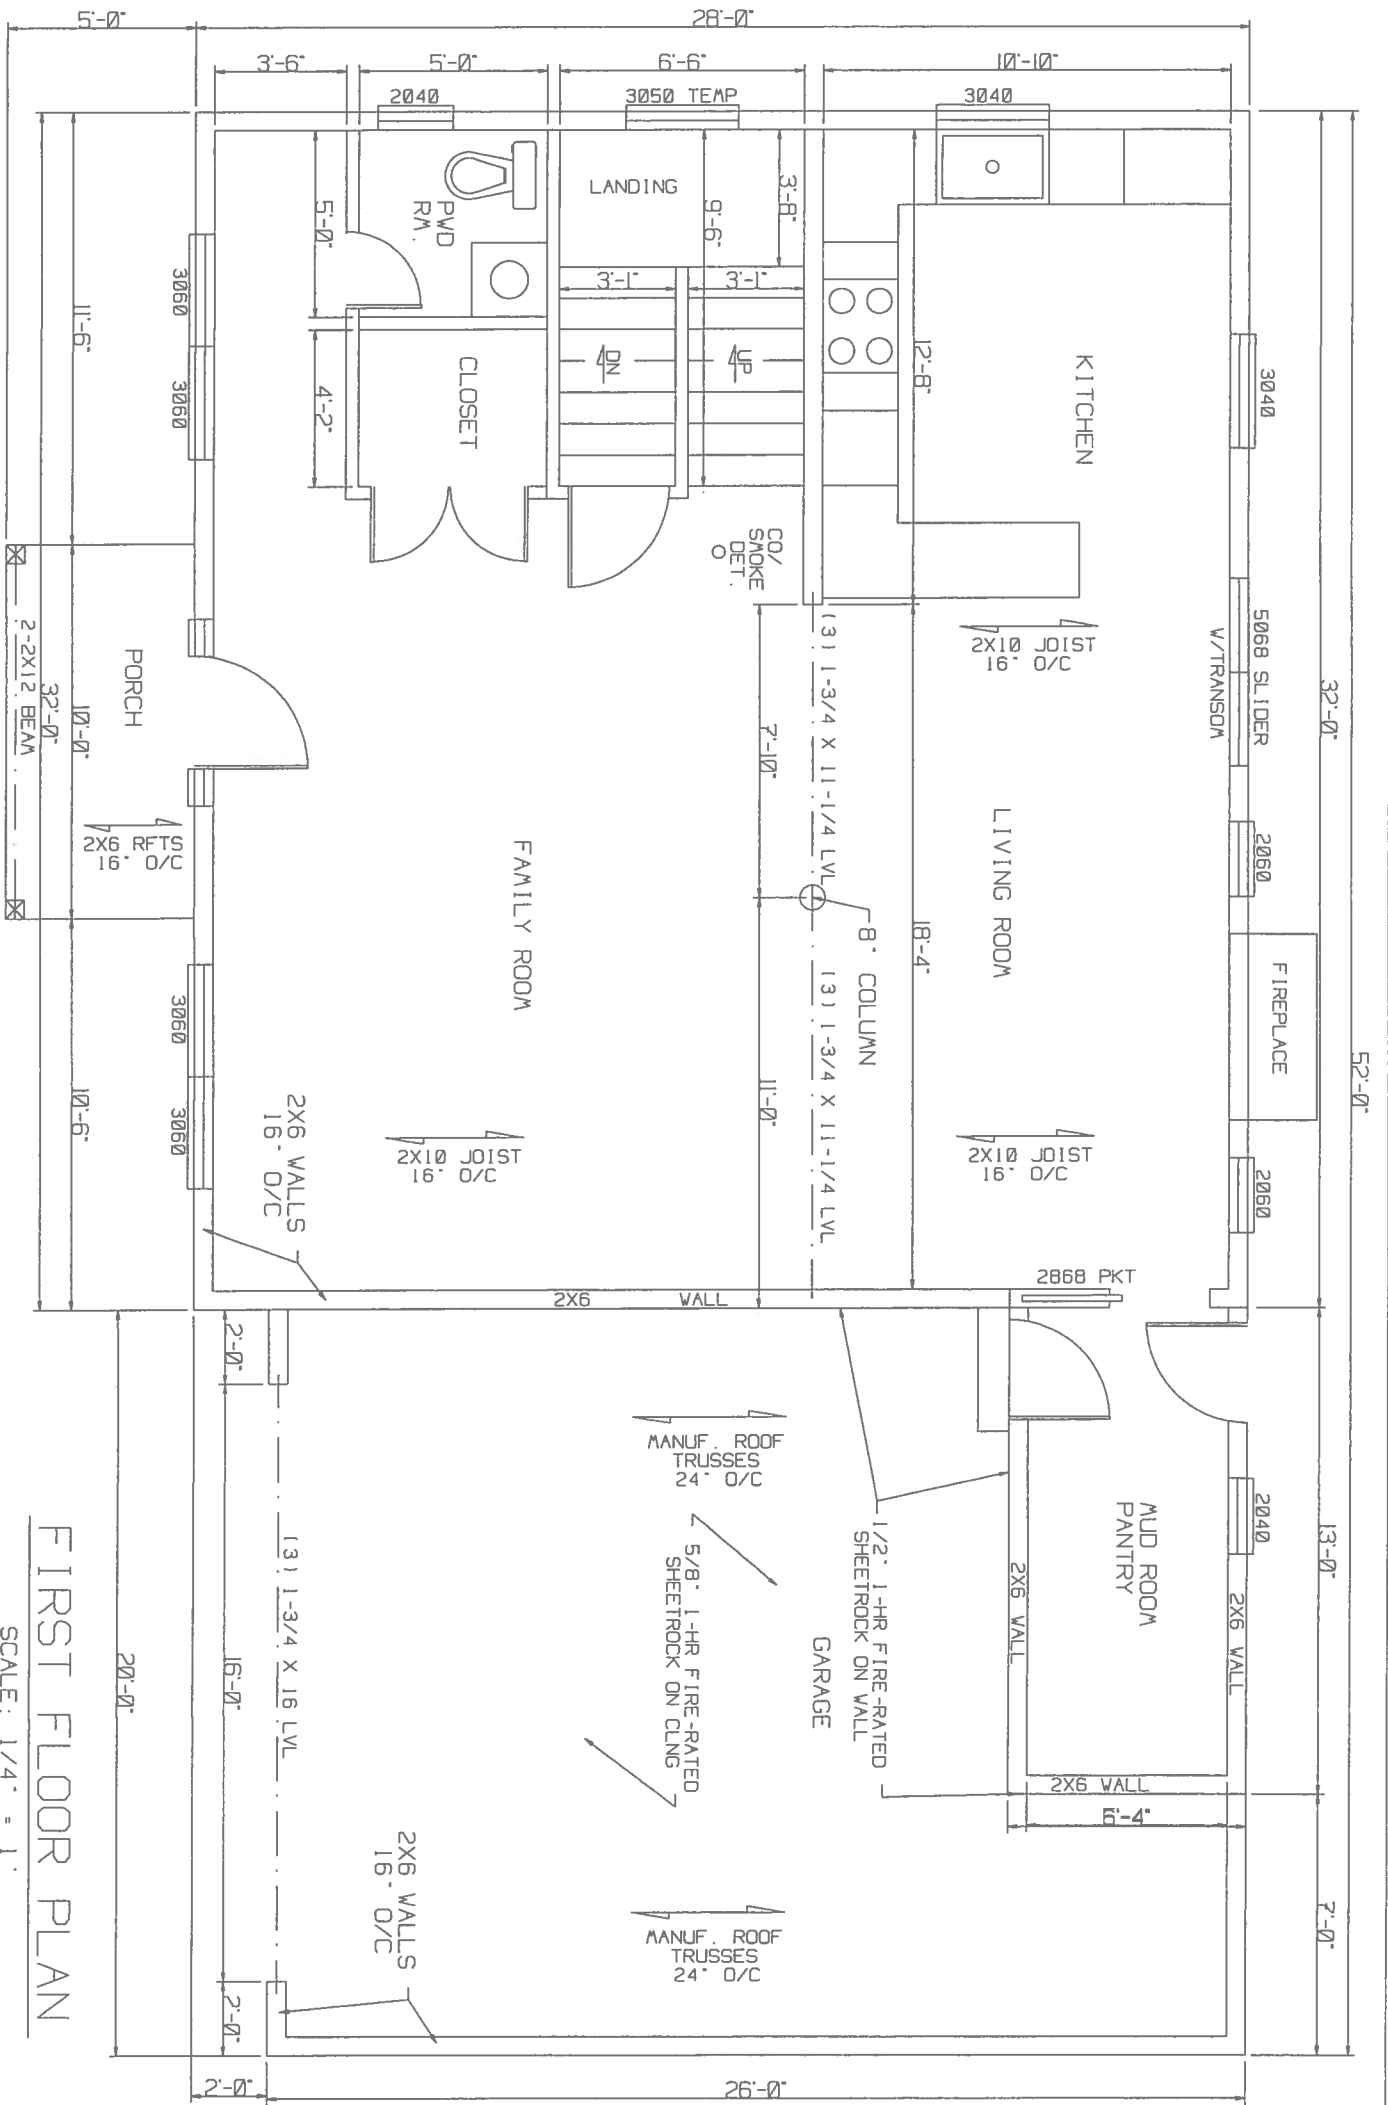 52'-0"
32'-0"
13'-0"
7'-0"
3040
5068 SLIDER
W/TRANSOM
2060
FIREPLACE
2060
2040
2X6 WALL
28'-0"
5'-0"
10'-10"
6'-6"
5'-0"
3'-6"
3040
3050 TEMP
2040
KITCHEN
12'-8"
2X10 JOIST
16" O/C
LIVING ROOM
18'-4"
2X10 JOIST
16" O/C
2868 PKT
MUD ROOM
PANTRY
2X6 WALL
2X6 WALL
6'-4"
3'-8"
LANDING
9'-6"
3'-1"
3'-1"
UP
DN
CO/
SMOKE
DET.
(3) 1-3/4 X 11-1/4 LVL
7'-10"
8" COLUMN
(3) 1-3/4 X 11-1/4 LVL
11'-0"
1/2" 1-HR FIRE-RATED
SHEETROCK ON WALL
GARAGE
PWD
RM.
5'-0"
CLOSET
4'-2"
FAMILY ROOM
2X10 JOIST
16" O/C
2X6 WALL
MANUF. ROOF
TRUSSES
24" O/C
5/8" 1-HR FIRE-RATED
SHEETROCK ON CLNG
MANUF. ROOF
TRUSSES
24" O/C
2X6 WALLS
16" O/C
2X6 WALLS
16" O/C
3060
3060
3060
3060
(3) 1-3/4 X 16 LVL
2'-0"
16'-0"
2'-0"
26'-0"
2'-0"
PORCH
2X6 RFTS
16" O/C
11'-6"
10'-0"
10'-6"
32'-0"
20'-0"
2-2X12 BEAM
FIRST FLOOR PLAN
SCALE: 1/4" = 1'